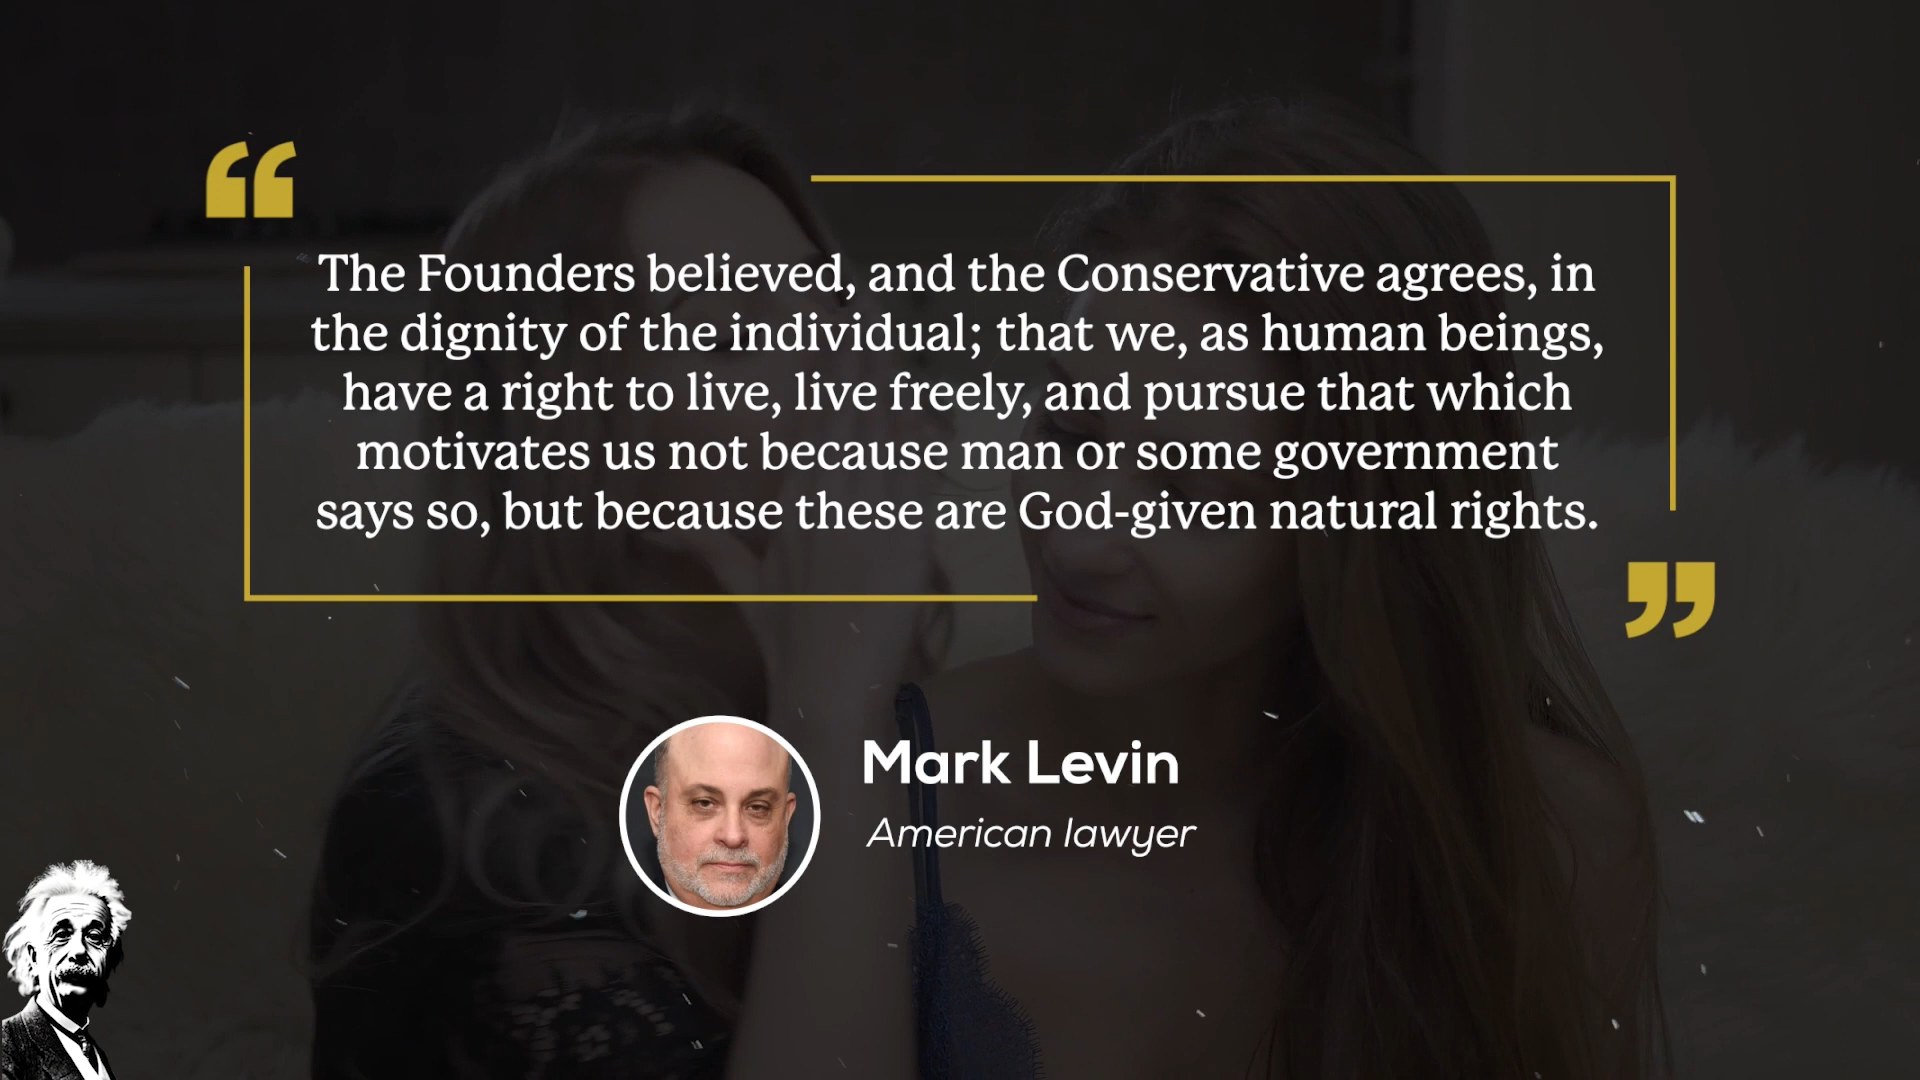 “
The Founders believed, and the Conservative agrees, in
the dignity of the individual; that we, as human beings,
have a right to live, live freely, and pursue that which
motivates us not because man or some government
says so, but because these are God-given natural rights.
”
Mark Levin
American lawyer